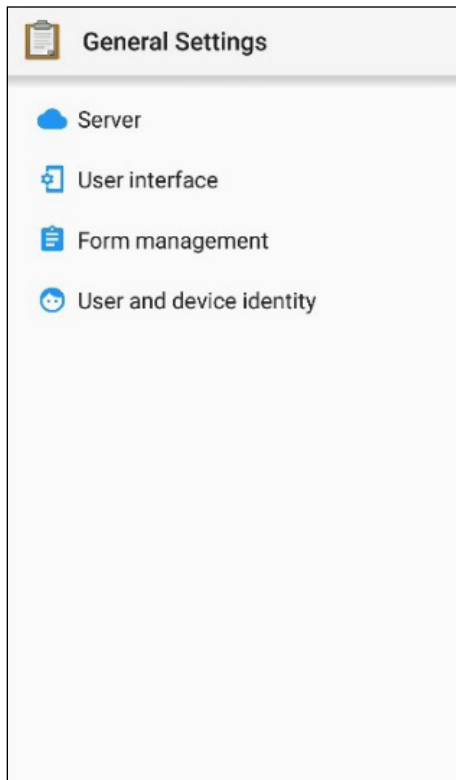 General Settings
Server
User interface
Form management
User and device identity